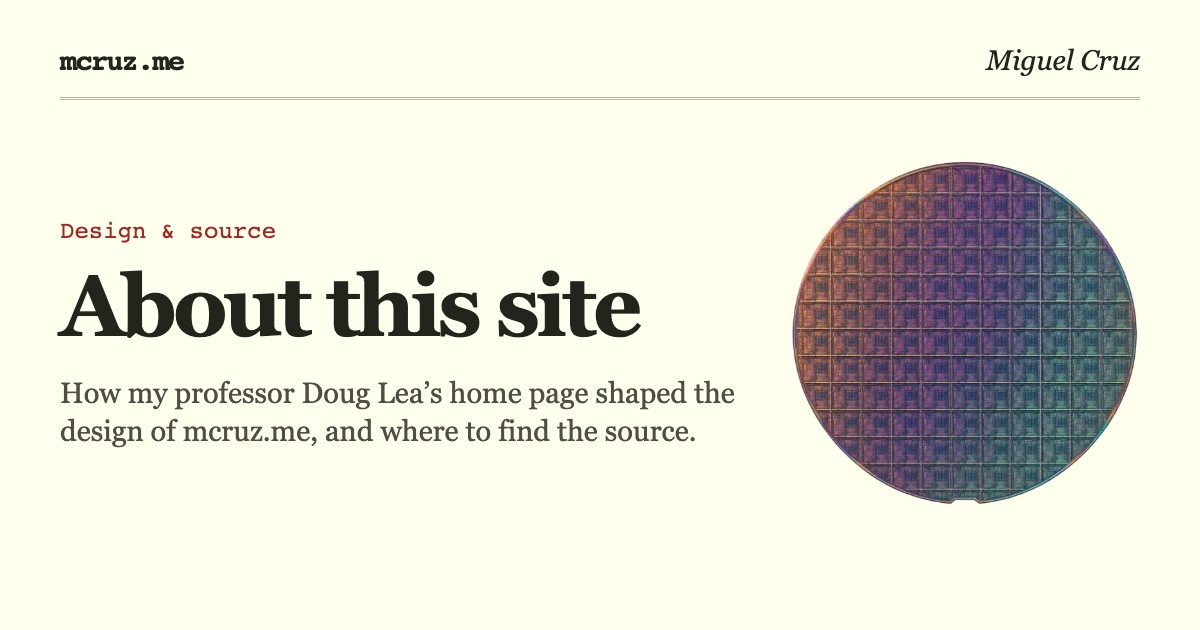 mcruz.me
Miguel Cruz
Design & source
About this site
How my professor Doug Lea’s home page shaped the
design of mcruz.me, and where to find the source.